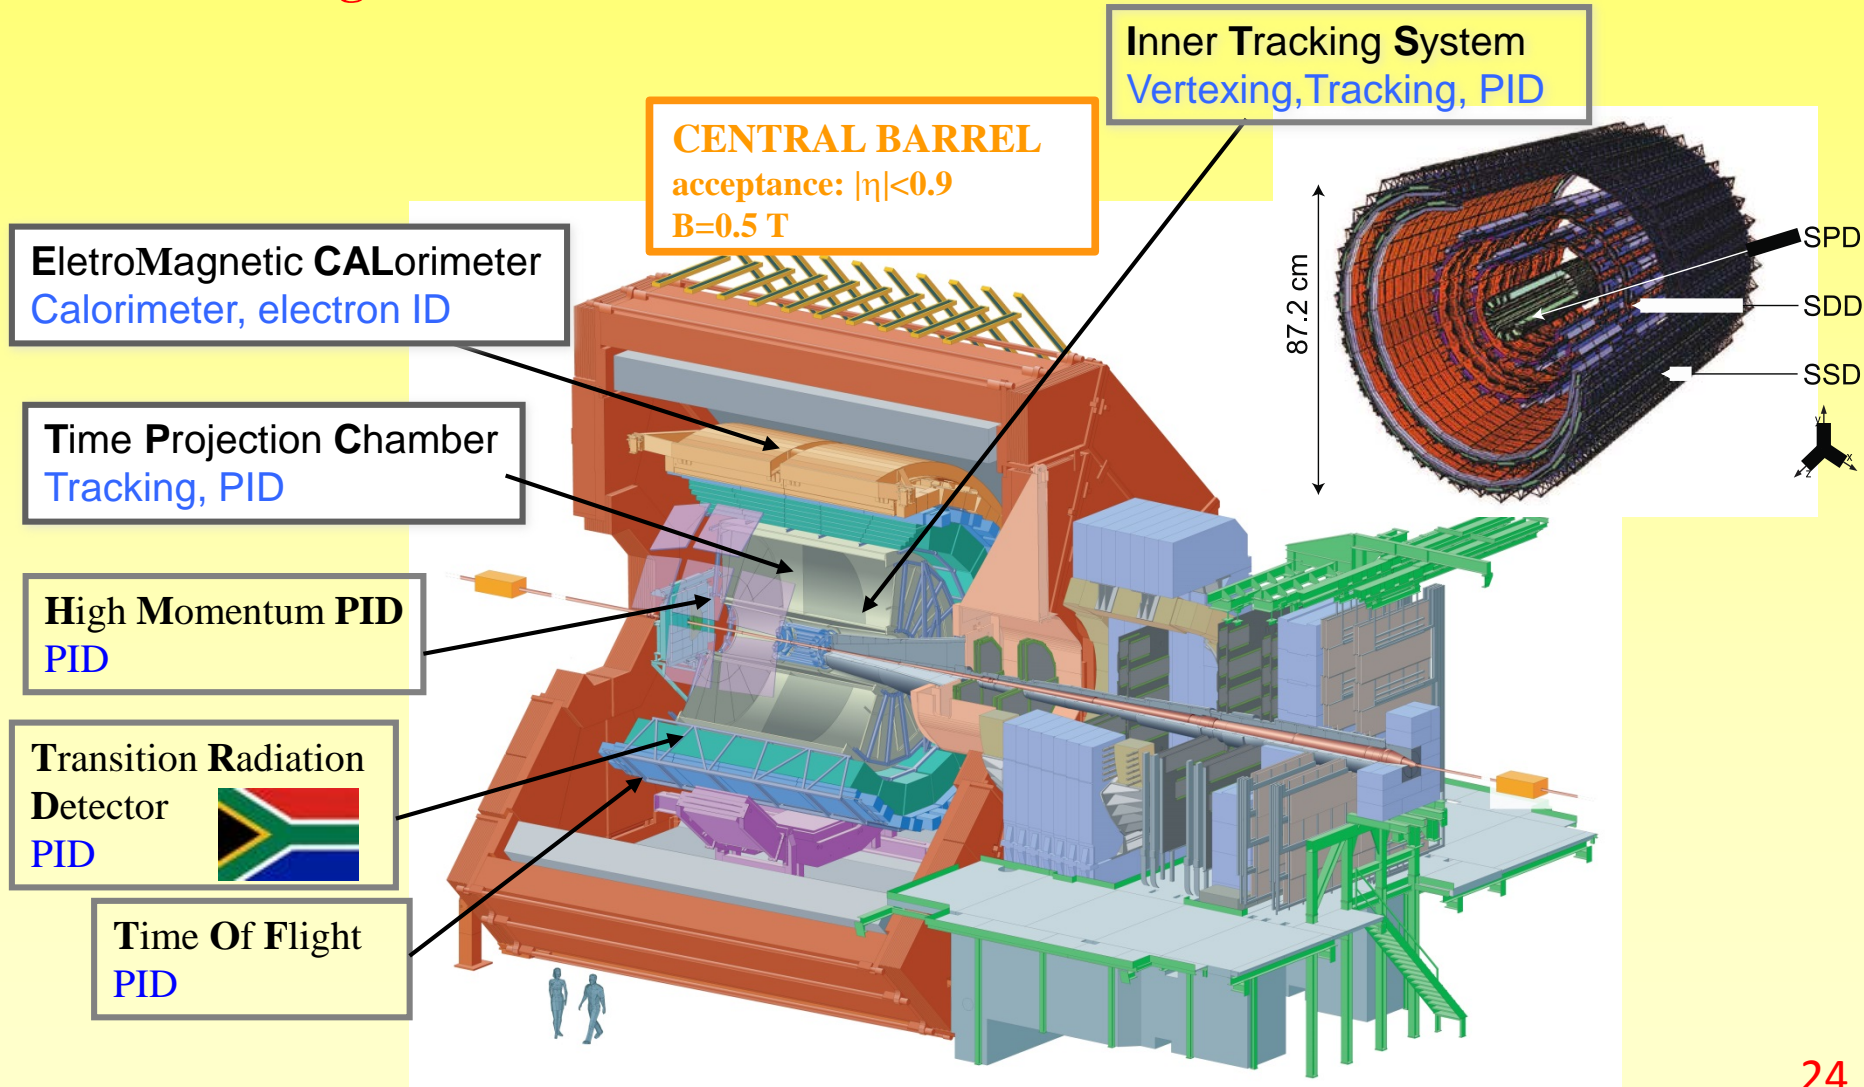 Inner Tracking System
Vertexing,Tracking, PID
CENTRAL BARREL
acceptance: |η|<0.9
B=0.5 T
EletroMagnetic CALorimeter
Calorimeter, electron ID
Time Projection Chamber
Tracking, PID
High Momentum PID
PID
Transition Radiation
Detector
PID
Time Of Flight
PID
87.2 cm
SPD
SDD
SSD
y
x
z
24